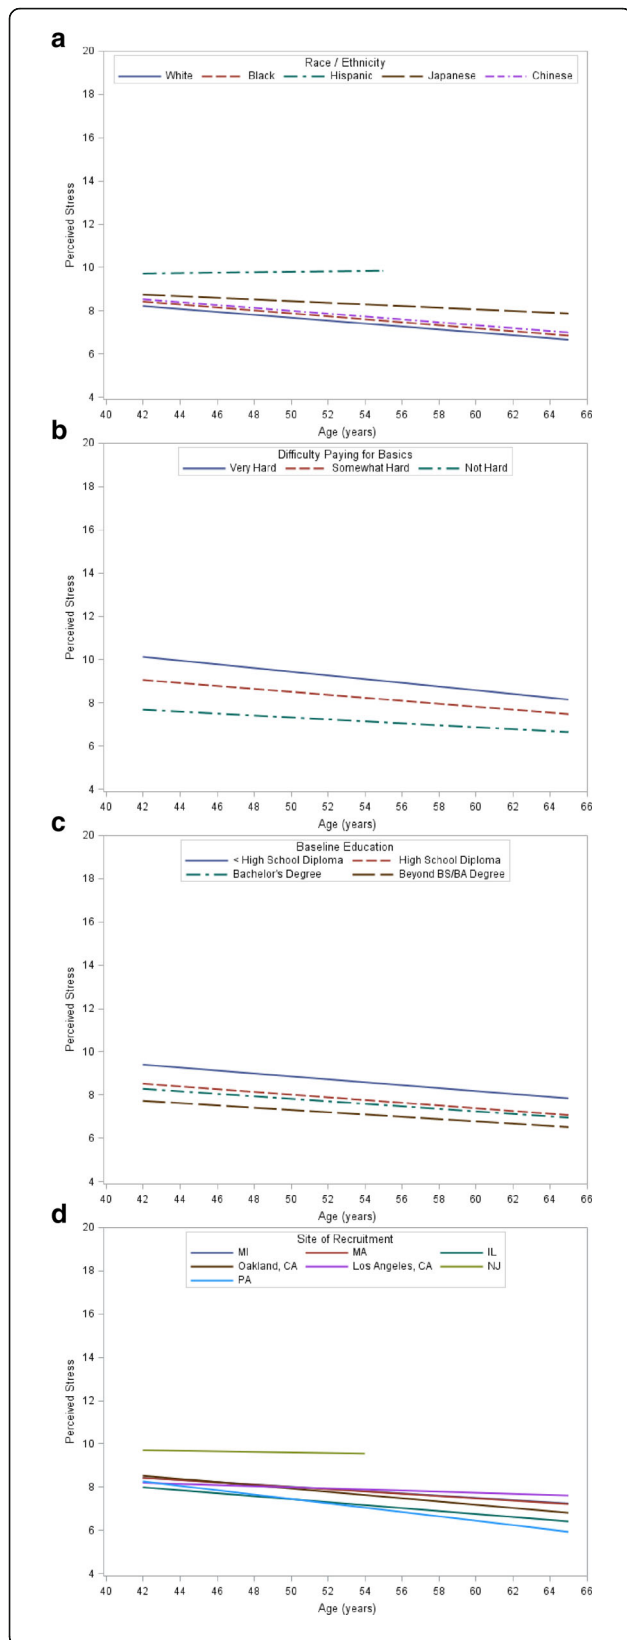 a
Race / Ethnicity
White Black Hispanic Japanese Chinese
20
18
16
14
12
10
8
6
4
Perceived Stress
40 42 44 46 48 50 52 54 56 58 60 62 64 66
Age (years)
b
Difficulty Paying for Basics
Very Hard Somewhat Hard Not Hard
20
18
16
14
12
10
8
6
4
Perceived Stress
40 42 44 46 48 50 52 54 56 58 60 62 64 66
Age (years)
c
Baseline Education
< High School Diploma High School Diploma
Bachelor's Degree Beyond BS/BA Degree
20
18
16
14
12
10
8
6
4
Perceived Stress
40 42 44 46 48 50 52 54 56 58 60 62 64 66
Age (years)
d
Site of Recruitment
MI MA IL
Oakland, CA Los Angeles, CA NJ
PA
20
18
16
14
12
10
8
6
4
Perceived Stress
40 42 44 46 48 50 52 54 56 58 60 62 64 66
Age (years)